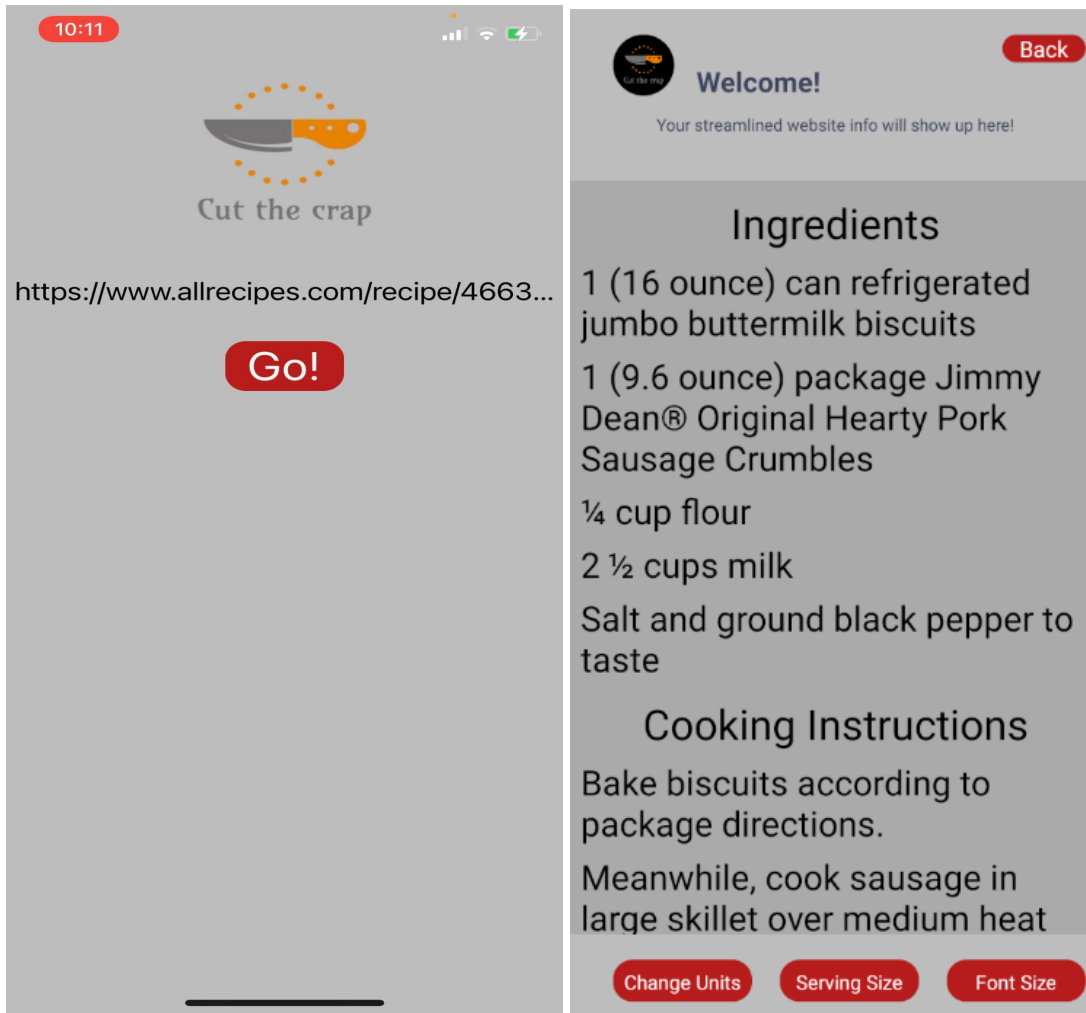 10:11
Cut the crap
https://www.allrecipes.com/recipe/4663...
Go!
Back
Cut the crap
Welcome!
Your streamlined website info will show up here!
Ingredients
1 (16 ounce) can refrigerated
jumbo buttermilk biscuits
1 (9.6 ounce) package Jimmy
Dean® Original Hearty Pork
Sausage Crumbles
¼ cup flour
2 ½ cups milk
Salt and ground black pepper to
taste
Cooking Instructions
Bake biscuits according to
package directions.
Meanwhile, cook sausage in
large skillet over medium heat
Change Units
Serving Size
Font Size